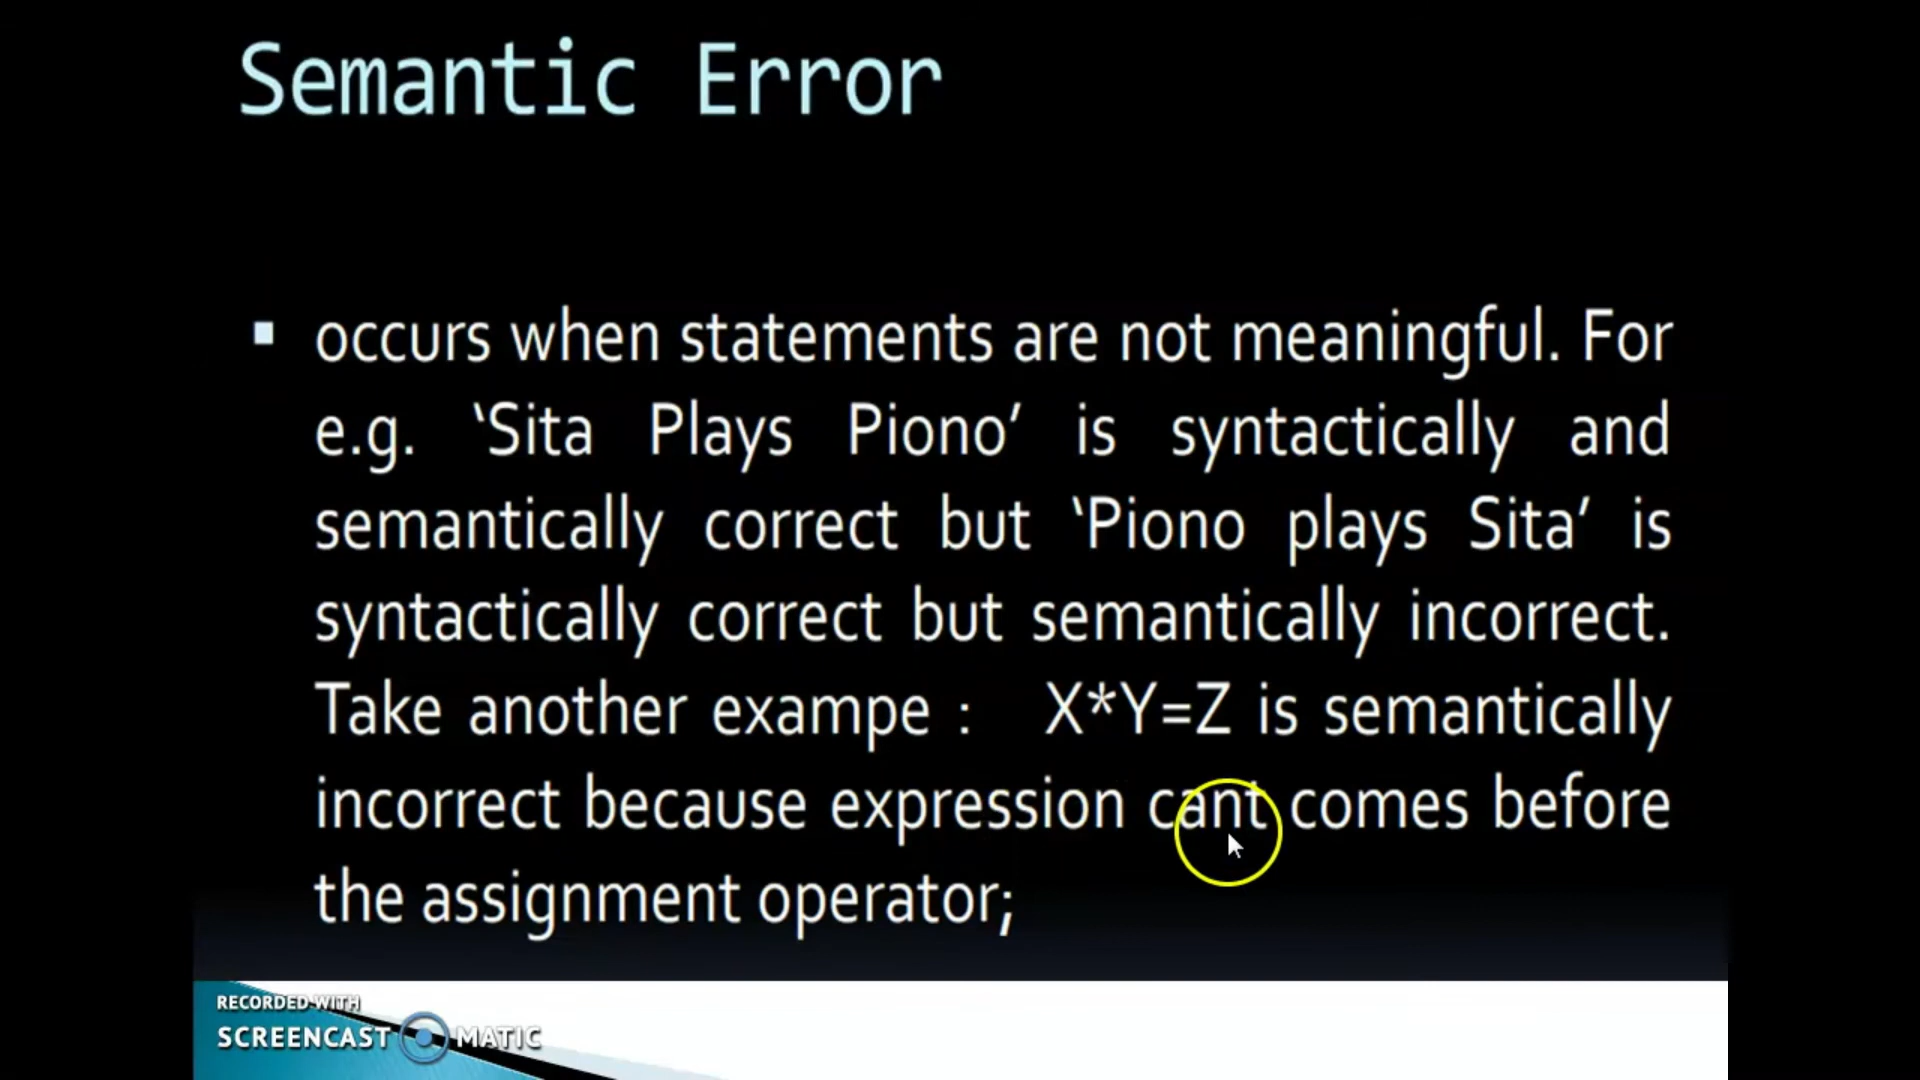 Semantic Error
▪ occurs when statements are not meaningful. For
e.g. ‘Sita Plays Piono’ is syntactically and
semantically correct but ‘Piono plays Sita’ is
syntactically correct but semantically incorrect.
Take another exampe : X*Y=Z is semantically
incorrect because expression cant comes before
the assignment operator;
RECORDED WITH
SCREENCAST MATIC